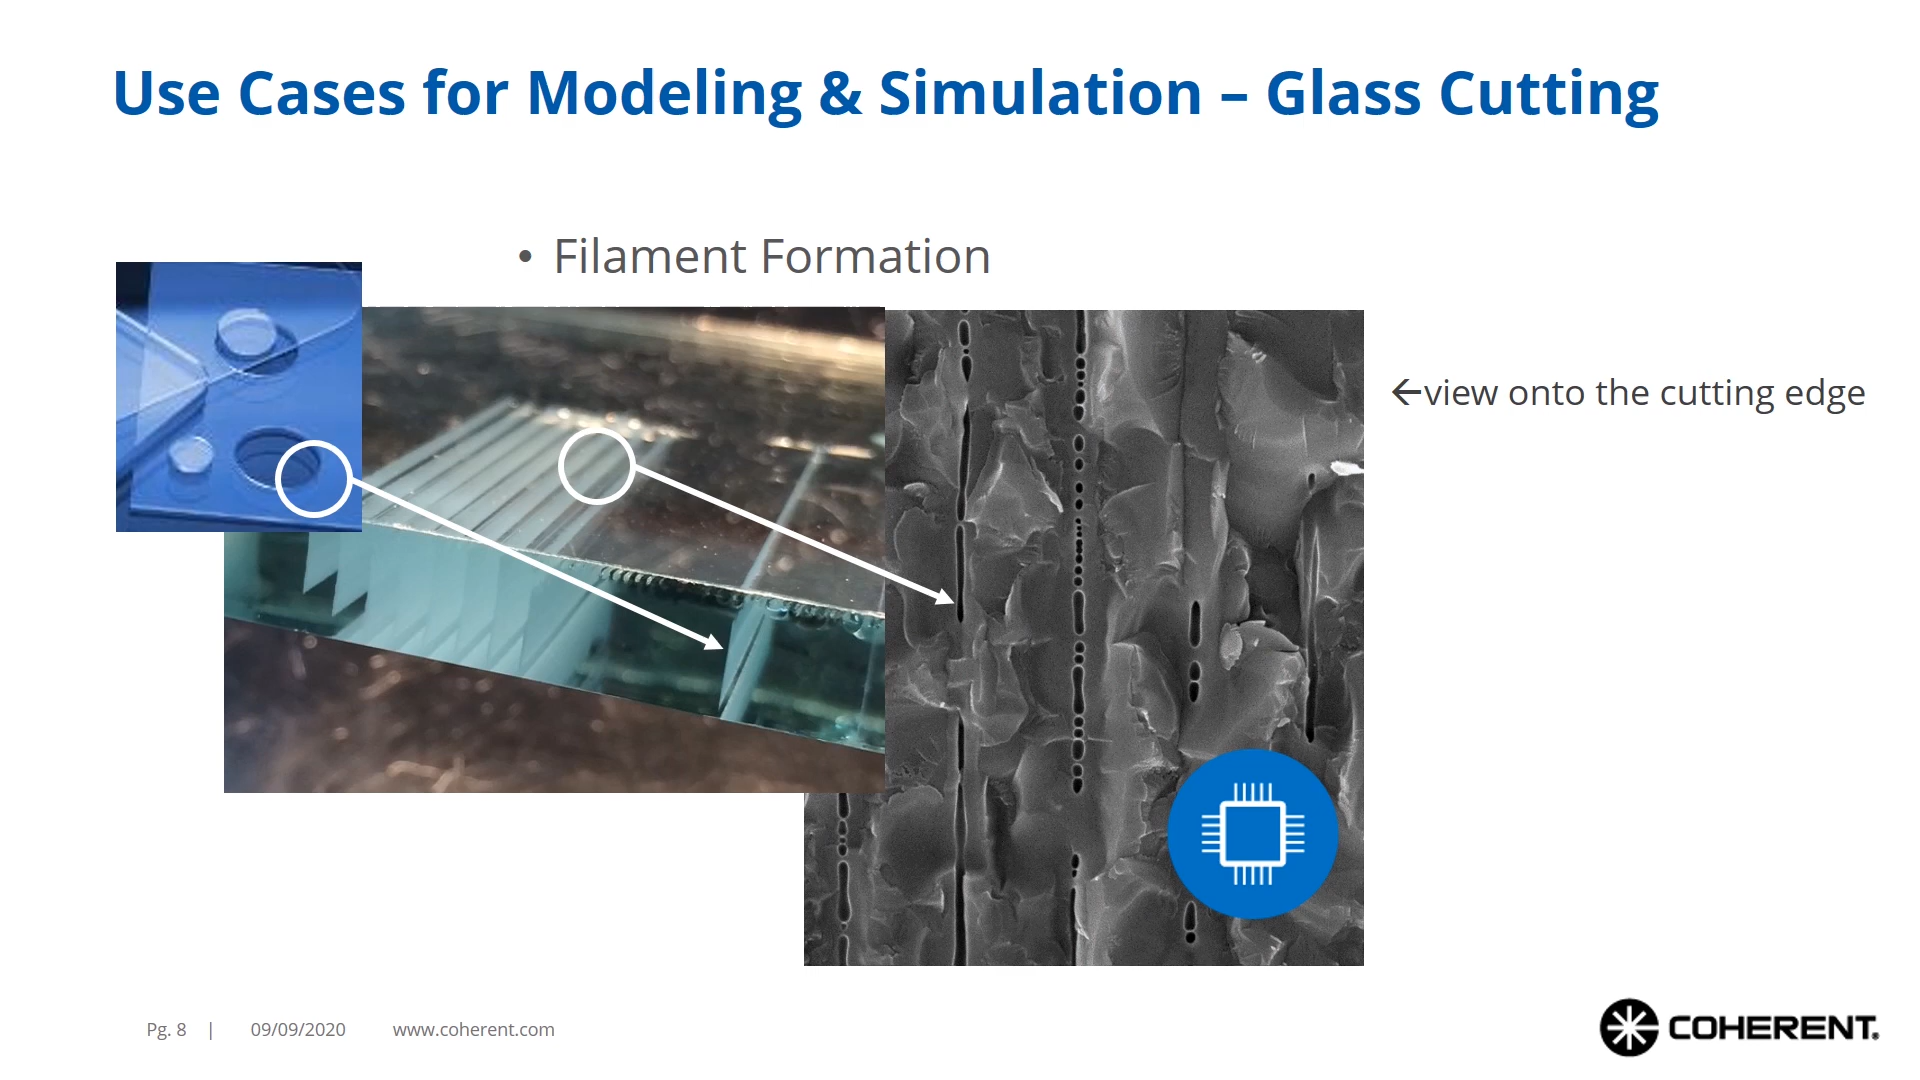 Use Cases for Modeling & Simulation – Glass Cutting
• Filament Formation
←view onto the cutting edge
Pg. 8 | 09/09/2020 www.coherent.com
COHERENT.